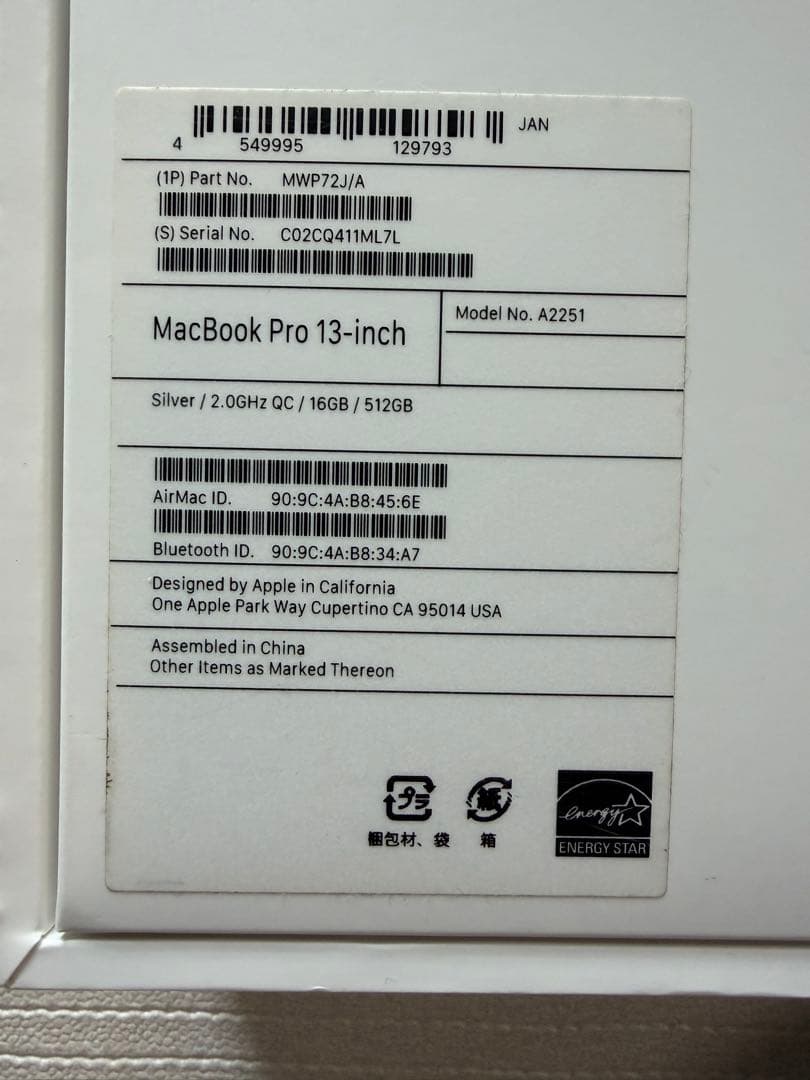 JAN
4 549995 129793
(1P) Part No. MWP72J/A
(S) Serial No. C02CQ411ML7L
MacBook Pro 13-inch
Model No. A2251
Silver / 2.0GHz QC / 16GB / 512GB
AirMac ID. 90:9C:4A:B8:45:6E
Bluetooth ID. 90:9C:4A:B8:34:A7
Designed by Apple in California
One Apple Park Way Cupertino CA 95014 USA
Assembled in China
Other Items as Marked Thereon
プラ
紙
梱包材、袋
箱
energy
ENERGY STAR